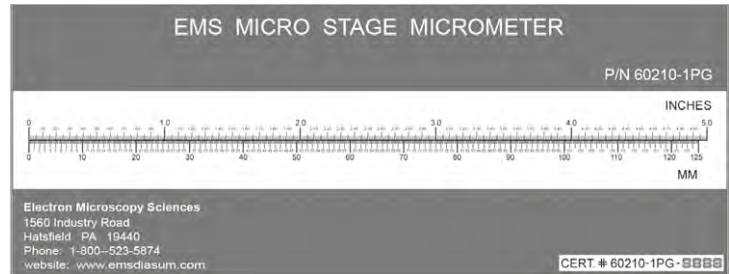 EMS MICRO STAGE MICROMETER
P/N 60210-1PG
INCHES
0 1.0 2.0 3.0 4.0 5.0
0 10 20 30 40 50 60 70 80 90 100 110 120 125
MM
Electron Microscopy Sciences
1560 Industry Road
Hatsfield PA 19440
Phone: 1-800--523-5874
website: www.emsdiasum.com
CERT. # 60210-1PG-8888